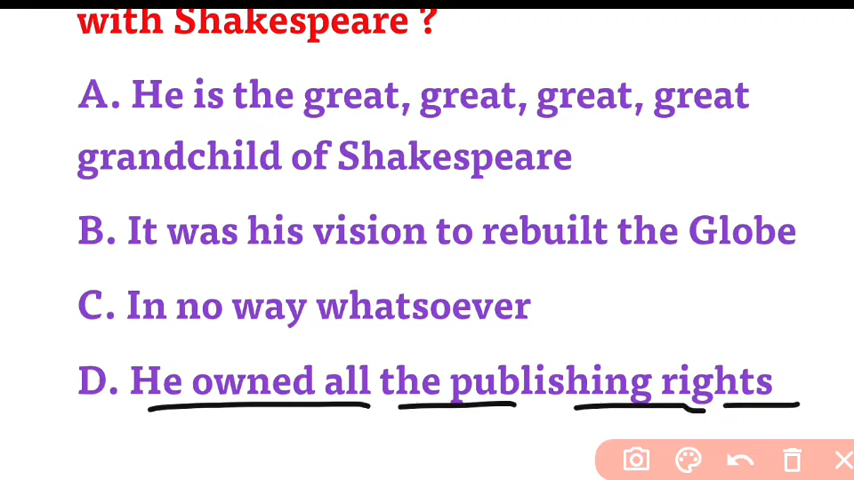 with Shakespeare ?
A. He is the great, great, great, great
grandchild of Shakespeare
B. It was his vision to rebuilt the Globe
C. In no way whatsoever
D. He owned all the publishing rights